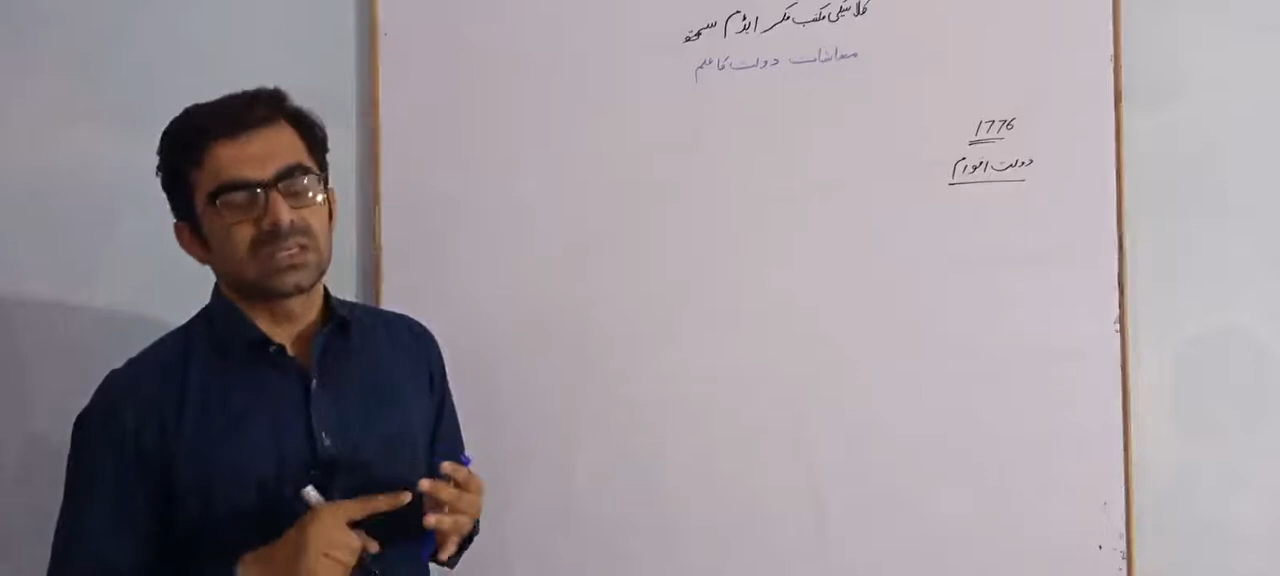 کلاسیکی مکتب فکر ایڈم سمتھ
معاشیات دولت کا علم
1776
دولت اقوام